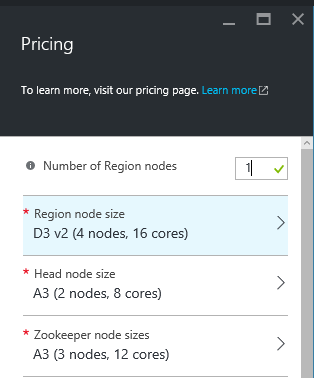 Pricing
To learn more, visit our pricing page. Learn more
Number of Region nodes 1
* Region node size
D3 v2 (4 nodes, 16 cores)
* Head node size
A3 (2 nodes, 8 cores)
* Zookeeper node sizes
A3 (3 nodes, 12 cores)